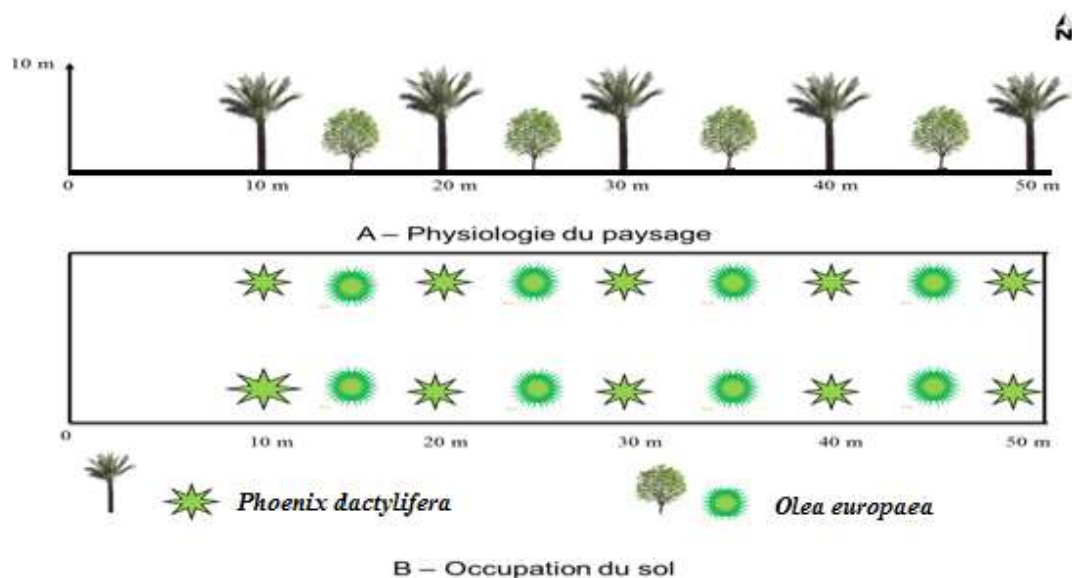 N
10 m
0 10 m 20 m 30 m 40 m 50 m
A – Physiologie du paysage
0 10 m 20 m 30 m 40 m 50 m
Phoenix dactylifera Olea europaea
B – Occupation du sol